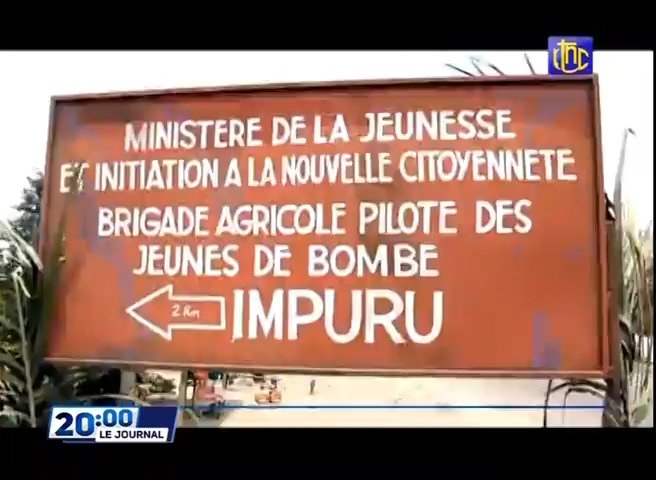 RTNC
MINISTERE DE LA JEUNESSE
ET INITIATION A LA NOUVELLE CITOYENNETE
BRIGADE AGRICOLE PILOTE DES
JEUNES DE BOMBE
2 Km
IMPURU
20:00
LE JOURNAL